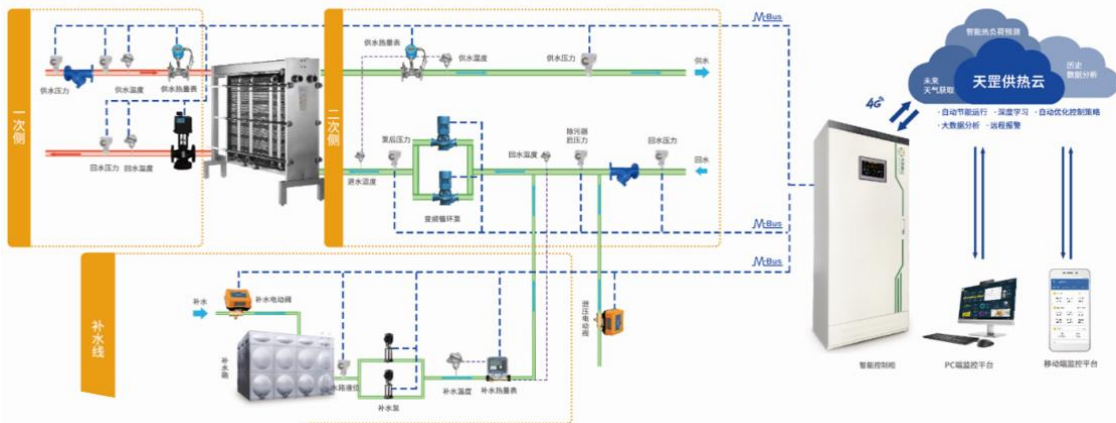 一次侧
供水压力
供水温度
供水热量表
回水压力
回水温度
二次侧
供水热量表
供水温度
供水压力
供水
泵后压力
除污器
后压力
回水温度
回水压力
进水温度
变频循环泵
回水
M-Bus
M-Bus
M-Bus
补水线
补水
补水电动阀
补水箱
水箱液位
补水泵
补水温度
补水热量表
泄压电动阀
智能热负荷预测
未来
天气获取
天罡供热云
历史
数据分析
4G
·自动节能运行 ·深度学习 ·自动优化控制策略
·大数据分析 ·远程报警
智能控制柜
PC端监控平台
移动端监控平台